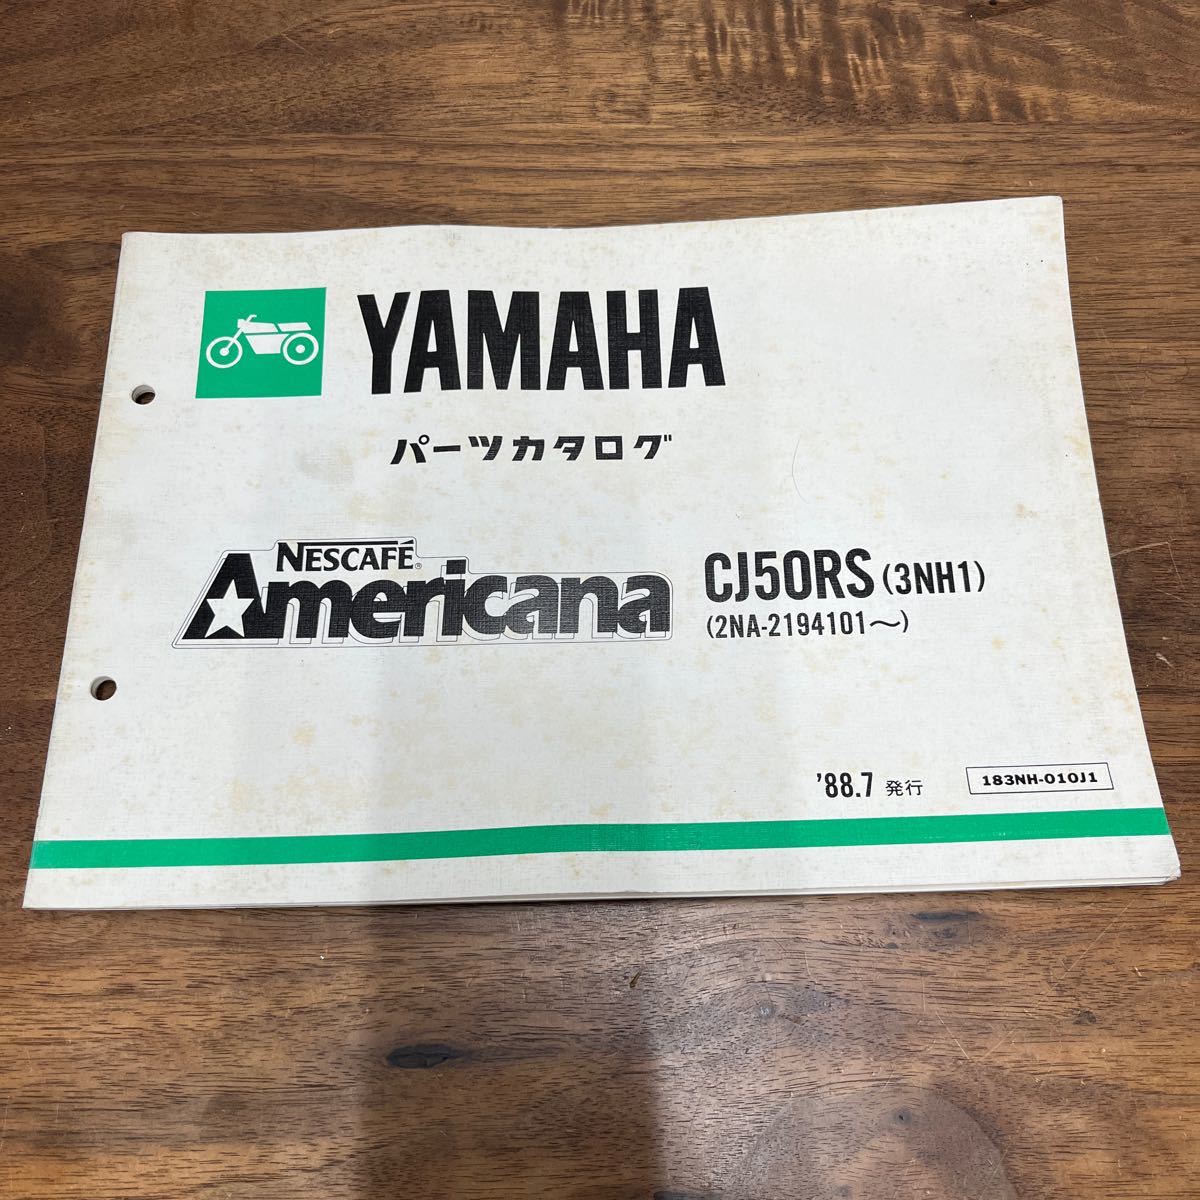 YAMAHA
パーツカタログ
NESCAFÉ®
Americana
CJ50RS (3NH1)
(2NA-2194101〜)
'88.7 発行
183NH-010J1